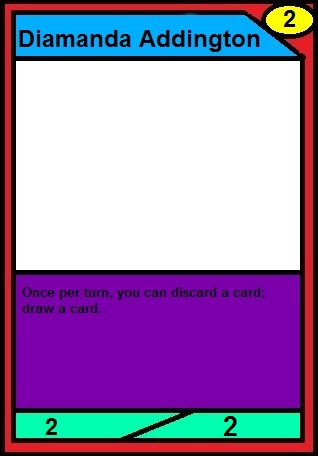 2
Diamanda Addington
Once per turn, you can discard a card;
draw a card.
2
2